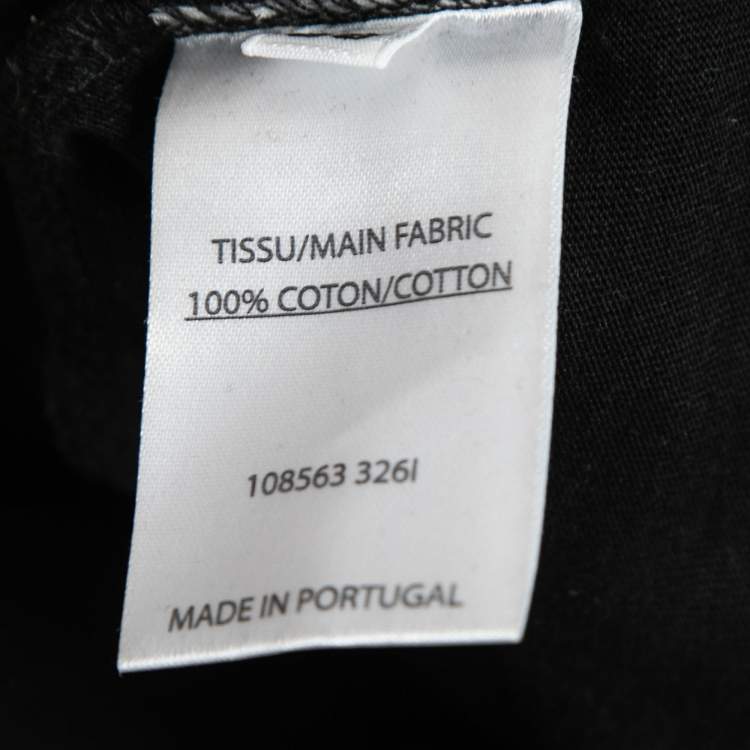 TISSU/MAIN FABRIC
100% COTON/COTTON
108563 326I
MADE IN PORTUGAL